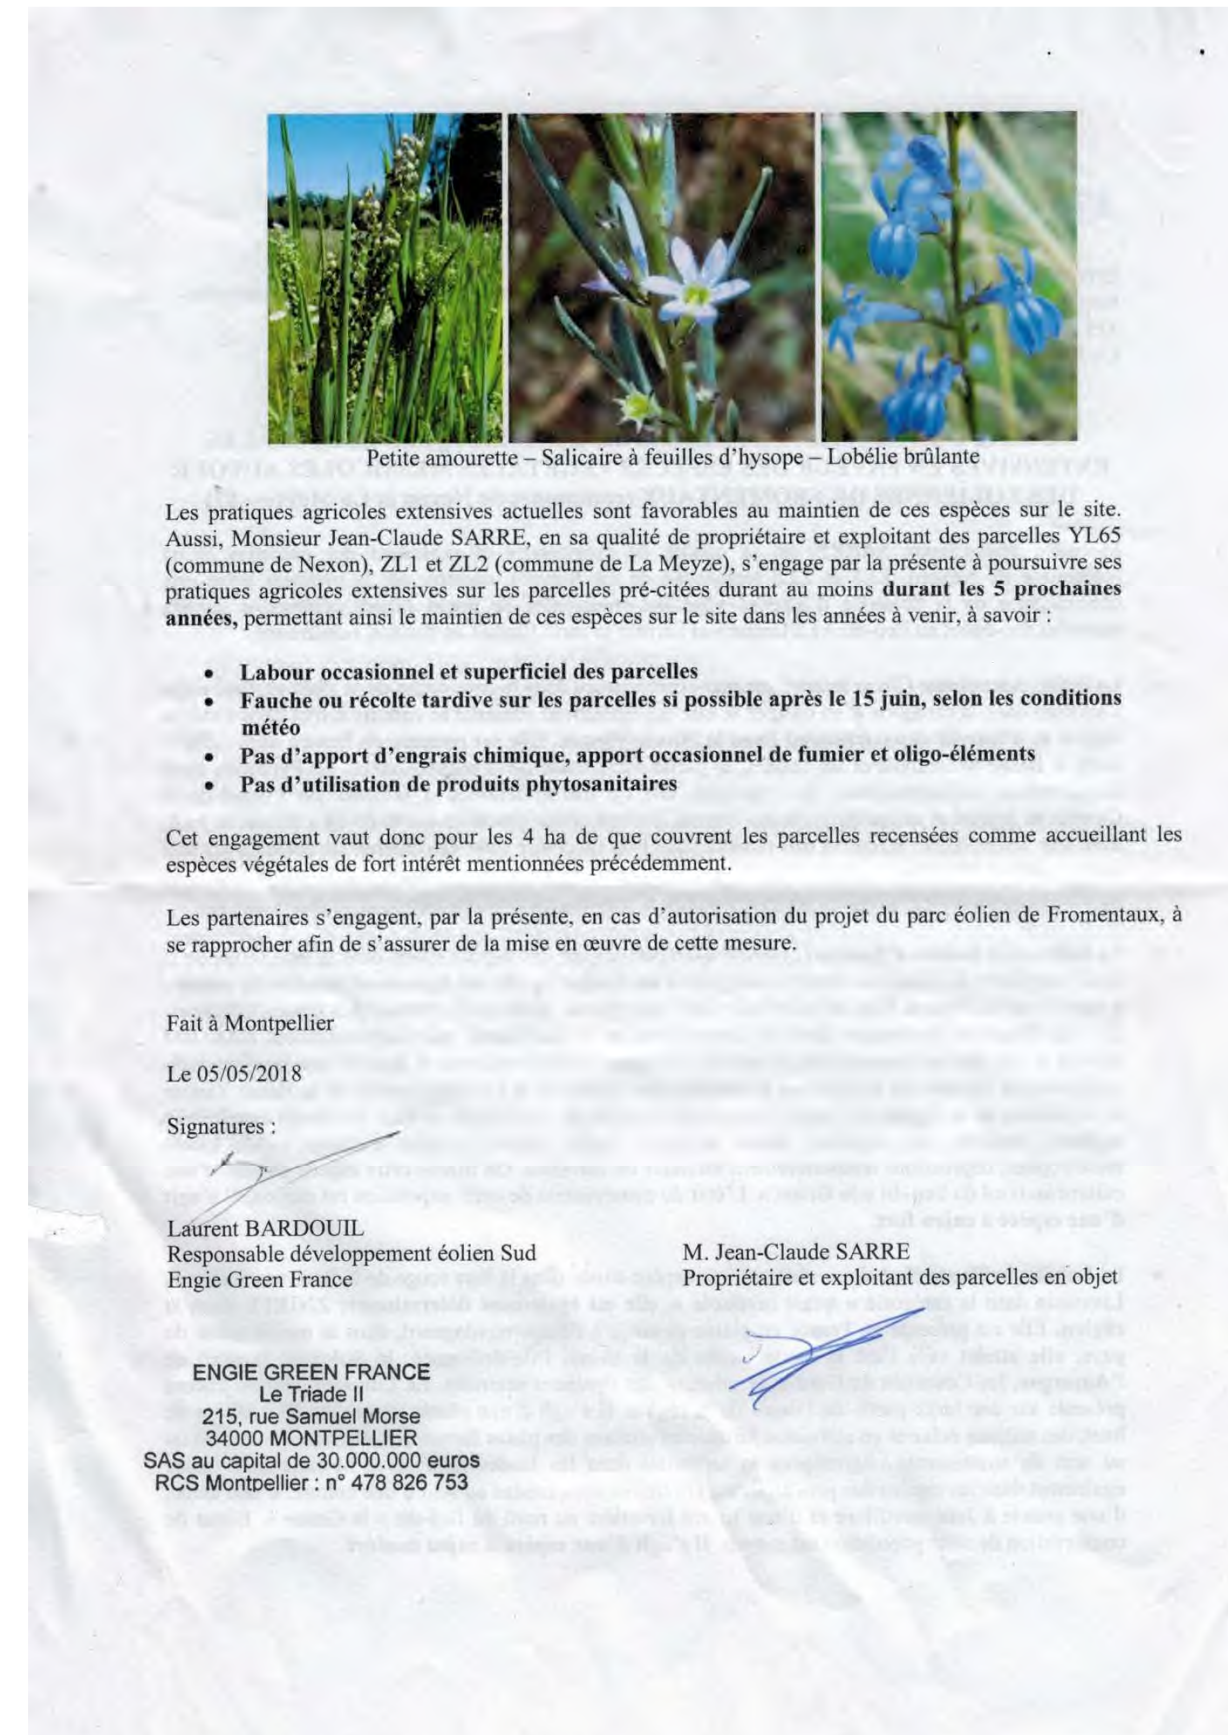 Petite amourette – Salicaire à feuilles d'hysope – Lobélie brûlante
Les pratiques agricoles extensives actuelles sont favorables au maintien de ces espèces sur le site.
Aussi, Monsieur Jean-Claude SARRE, en sa qualité de propriétaire et exploitant des parcelles YL65
(commune de Nexon), ZL1 et ZL2 (commune de La Meyze), s'engage par la présente à poursuivre ses
pratiques agricoles extensives sur les parcelles pré-citées durant au moins durant les 5 prochaines
années, permettant ainsi le maintien de ces espèces sur le site dans les années à venir, à savoir :
• Labour occasionnel et superficiel des parcelles
• Fauche ou récolte tardive sur les parcelles si possible après le 15 juin, selon les conditions
météo
• Pas d'apport d'engrais chimique, apport occasionnel de fumier et oligo-éléments
• Pas d'utilisation de produits phytosanitaires
Cet engagement vaut donc pour les 4 ha de que couvrent les parcelles recensées comme accueillant les
espèces végétales de fort intérêt mentionnées précédemment.
Les partenaires s'engagent, par la présente, en cas d'autorisation du projet du parc éolien de Fromentaux, à
se rapprocher afin de s'assurer de la mise en œuvre de cette mesure.
Fait à Montpellier
Le 05/05/2018
Signatures :
Laurent BARDOUIL
Responsable développement éolien Sud
Engie Green France
M. Jean-Claude SARRE
Propriétaire et exploitant des parcelles en objet
ENGIE GREEN FRANCE
Le Triade II
215, rue Samuel Morse
34000 MONTPELLIER
SAS au capital de 30.000.000 euros
RCS Montpellier : n° 478 826 753